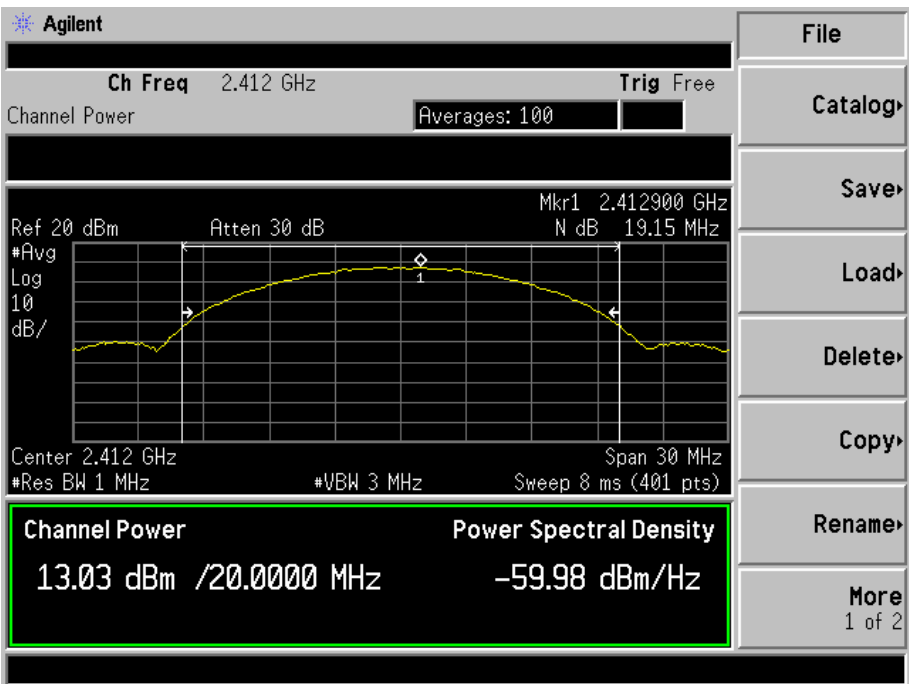 Agilent
File
Ch Freq 2.412 GHz Trig Free
Channel Power Averages: 100
Catalog
Save
Mkr1 2.412900 GHz
Ref 20 dBm Atten 30 dB N dB 19.15 MHz
#Avg
Log
10
dB/
1
Load
Delete
Copy
Center 2.412 GHz Span 30 MHz
#Res BW 1 MHz #VBW 3 MHz Sweep 8 ms (401 pts)
Channel Power Power Spectral Density
13.03 dBm /20.0000 MHz -59.98 dBm/Hz
Rename
More
1 of 2